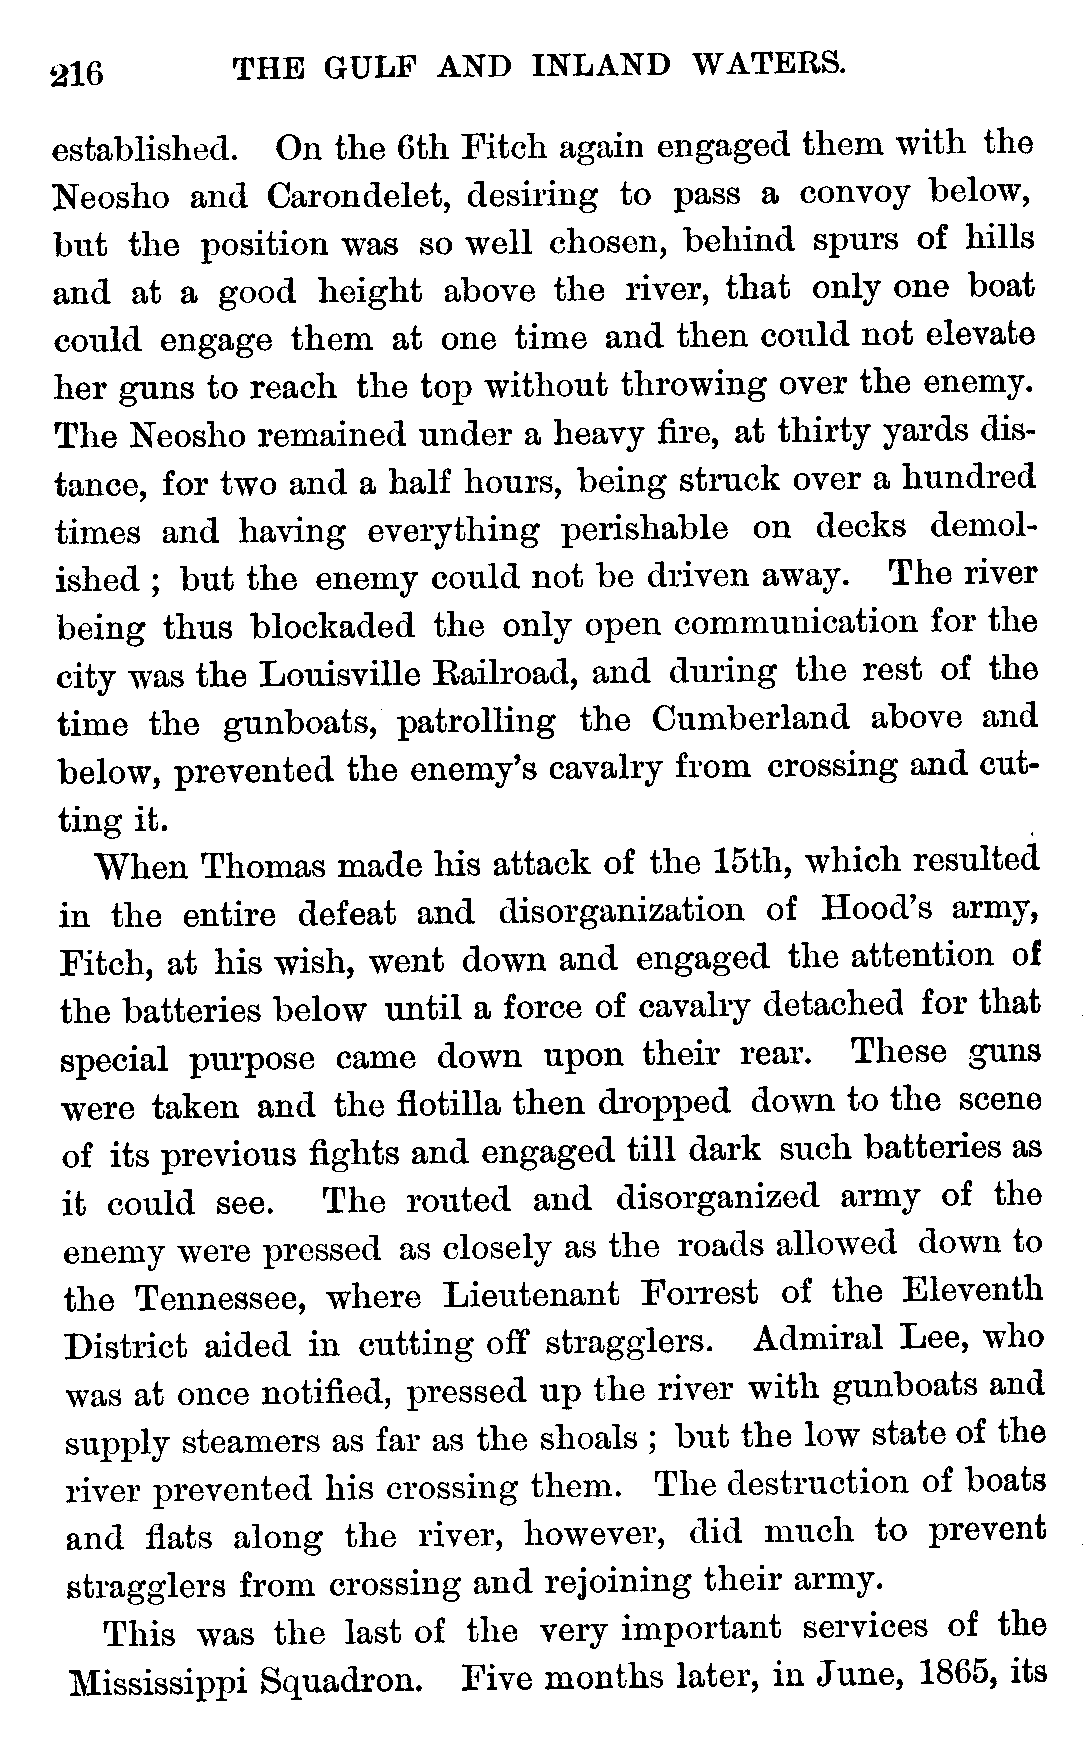 216 THE GULF AND INLAND WATERS.
established. On the 6th Fitch again engaged them with the
Neosho and Carondelet, desiring to pass a convoy below,
but the position was so well chosen, behind spurs of hills
and at a good height above the river, that only one boat
could engage them at one time and then could not elevate
her guns to reach the top without throwing over the enemy.
The Neosho remained under a heavy fire, at thirty yards dis-
tance, for two and a half hours, being struck over a hundred
times and having everything perishable on decks demol-
ished ; but the enemy could not be driven away. The river
being thus blockaded the only open communication for the
city was the Louisville Railroad, and during the rest of the
time the gunboats, patrolling the Cumberland above and
below, prevented the enemy's cavalry from crossing and cut-
ting it.
When Thomas made his attack of the 15th, which resulted
in the entire defeat and disorganization of Hood's army,
Fitch, at his wish, went down and engaged the attention of
the batteries below until a force of cavalry detached for that
special purpose came down upon their rear. These guns
were taken and the flotilla then dropped down to the scene
of its previous fights and engaged till dark such batteries as
it could see. The routed and disorganized army of the
enemy were pressed as closely as the roads allowed down to
the Tennessee, where Lieutenant Forrest of the Eleventh
District aided in cutting off stragglers. Admiral Lee, who
was at once notified, pressed up the river with gunboats and
supply steamers as far as the shoals ; but the low state of the
river prevented his crossing them. The destruction of boats
and flats along the river, however, did much to prevent
stragglers from crossing and rejoining their army.
This was the last of the very important services of the
Mississippi Squadron. Five months later, in June, 1865, its